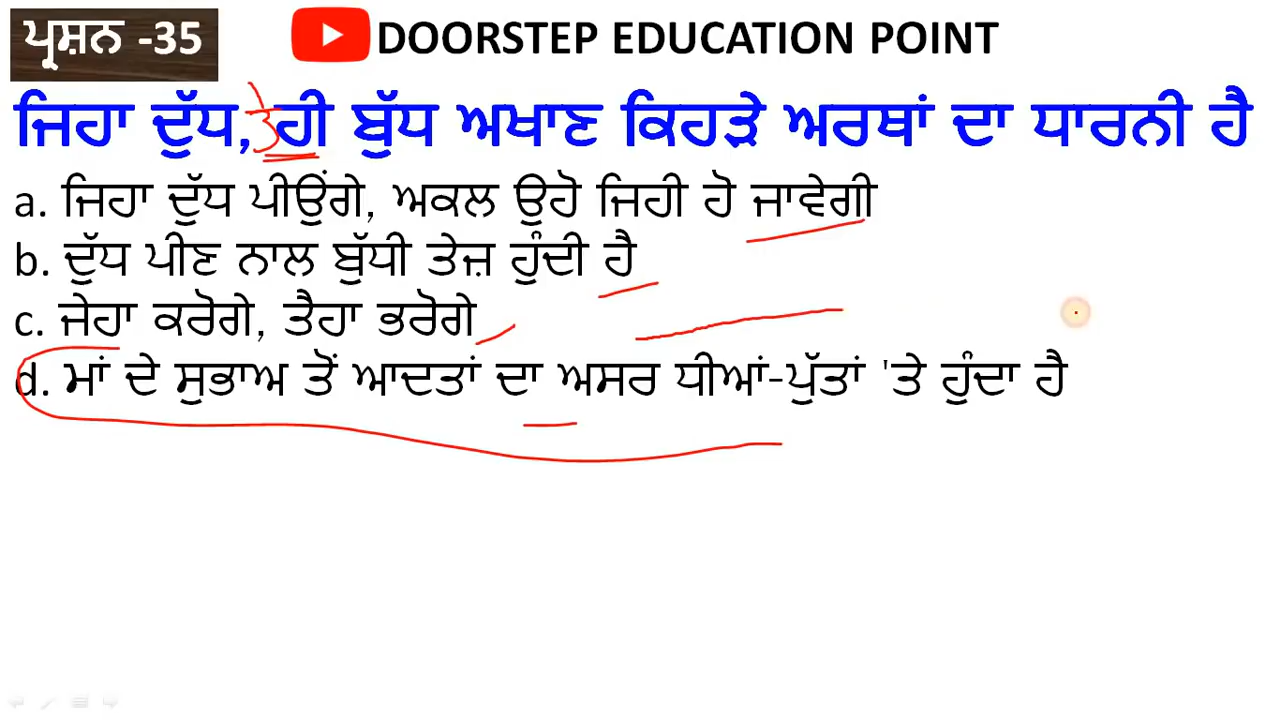 ਪ੍ਰਸ਼ਨ -35
DOORSTEP EDUCATION POINT
ਜਿਹਾ ਦੁੱਧ, ਤੇਹੀ ਬੁੱਧ ਅਖਾਣ ਕਿਹੜੇ ਅਰਥਾਂ ਦਾ ਧਾਰਨੀ ਹੈ
a. ਜਿਹਾ ਦੁੱਧ ਪੀਉਂਗੇ, ਅਕਲ ਉਹੋ ਜਿਹੀ ਹੋ ਜਾਵੇਗੀ
b. ਦੁੱਧ ਪੀਣ ਨਾਲ ਬੁੱਧੀ ਤੇਜ਼ ਹੁੰਦੀ ਹੈ
c. ਜੇਹਾ ਕਰੋਗੇ, ਤੈਹਾ ਭਰੋਗੇ
d. ਮਾਂ ਦੇ ਸੁਭਾਅ ਤੋਂ ਆਦਤਾਂ ਦਾ ਅਸਰ ਧੀਆਂ-ਪੁੱਤਾਂ 'ਤੇ ਹੁੰਦਾ ਹੈ